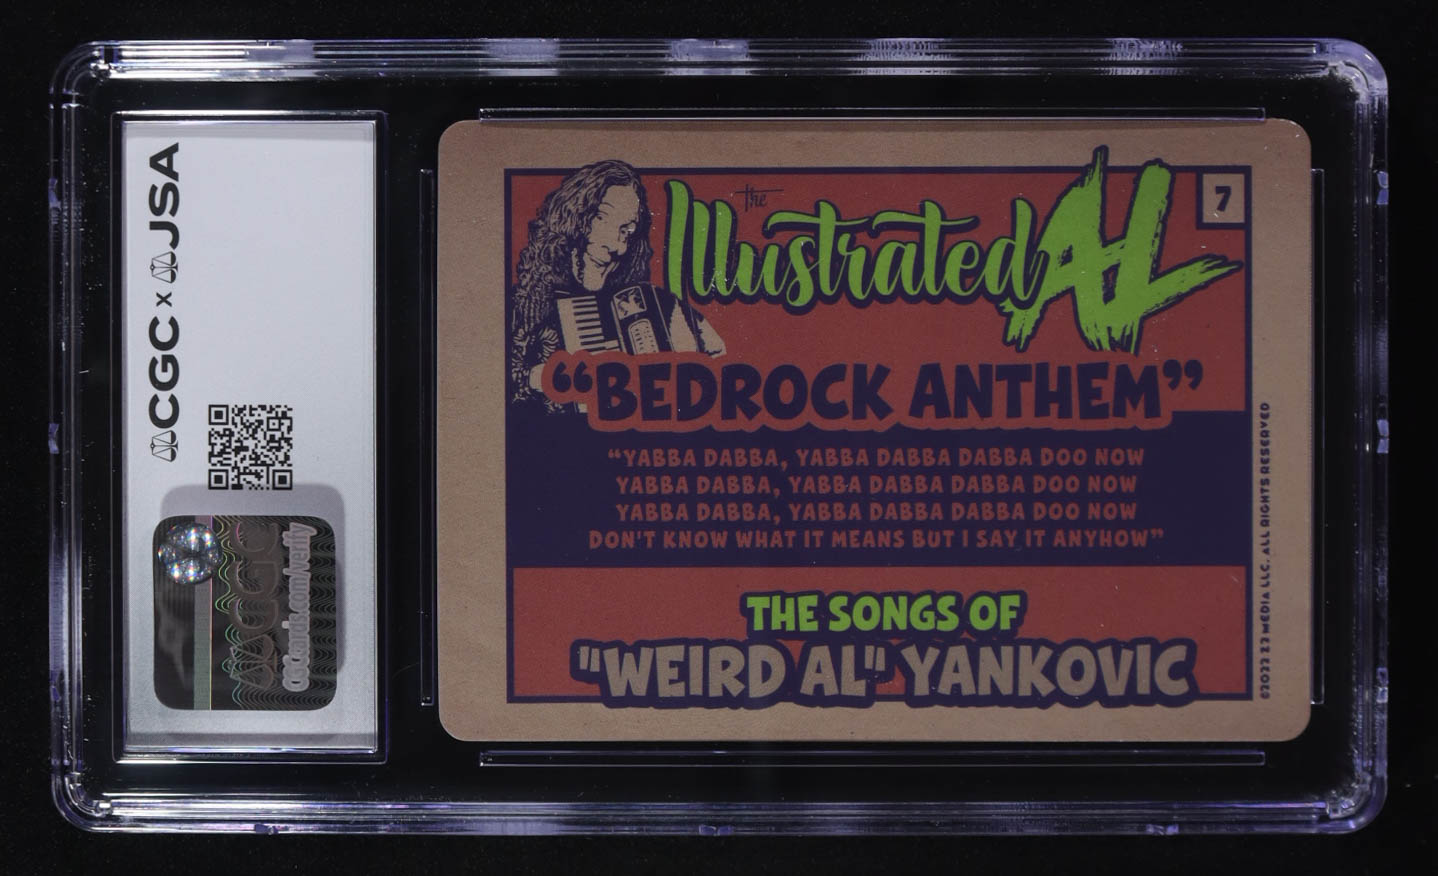 CGC x JSA
CGC
cgccards.com/verify
the
Illustrated AL
7
“BEDROCK ANTHEM”
“YABBA DABBA, YABBA DABBA DABBA DOO NOW
YABBA DABBA, YABBA DABBA DABBA DOO NOW
YABBA DABBA, YABBA DABBA DABBA DOO NOW
DON'T KNOW WHAT IT MEANS BUT I SAY IT ANYHOW”
THE SONGS OF
"WEIRD AL" YANKOVIC
©2022 Z2 MEDIA LLC. ALL RIGHTS RESERVED